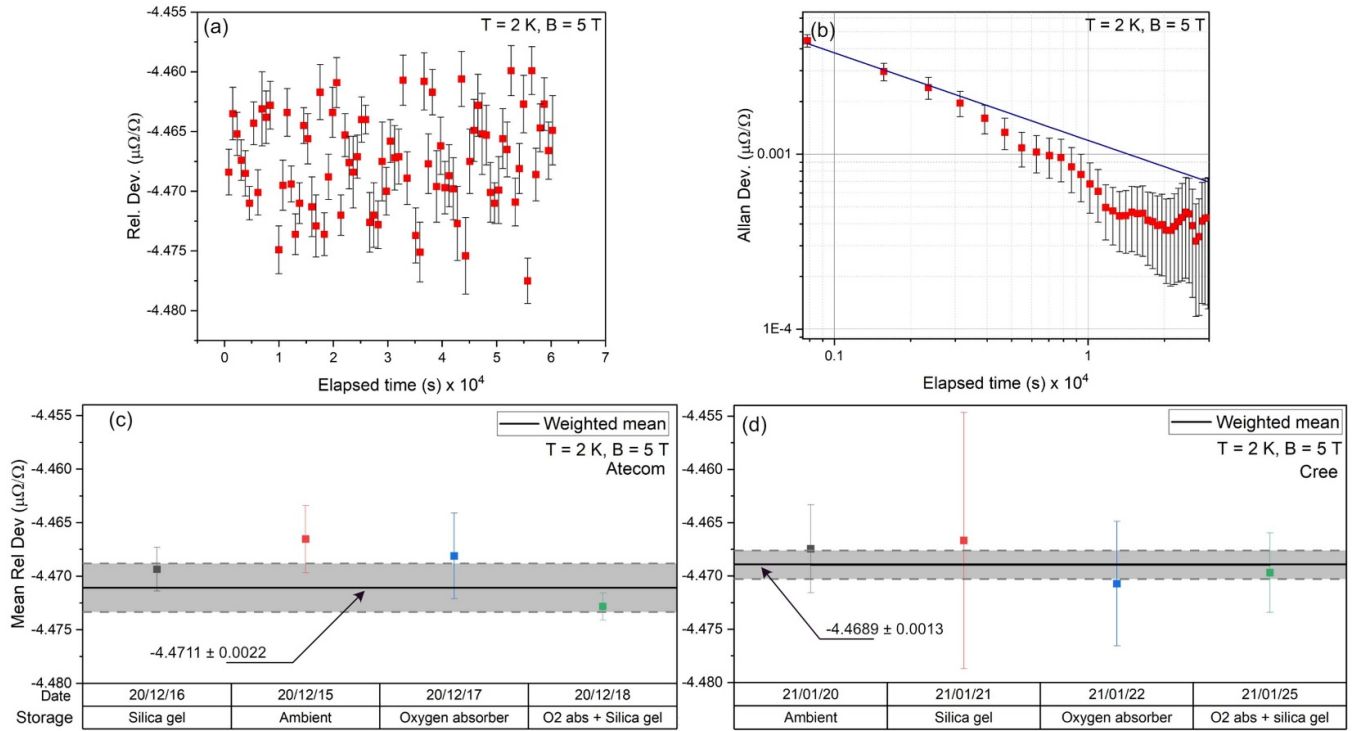 (a)
T = 2 K, B = 5 T
-4.455
-4.460
-4.465
-4.470
-4.475
-4.480
Rel. Dev. (μΩ/Ω)
0 1 2 3 4 5 6 7
Elapsed time (s) x 10⁴
(b)
T = 2 K, B = 5 T
0.001
1E-4
Allan Dev. (μΩ/Ω)
0.1 1
Elapsed time (s) x 10⁴
(c)
Weighted mean
T = 2 K, B = 5 T
Atecom
-4.455
-4.460
-4.465
-4.470
-4.475
-4.480
Mean Rel Dev (μΩ/Ω)
-4.4711 ± 0.0022
Date 20/12/16 20/12/15 20/12/17 20/12/18
Storage Silica gel Ambient Oxygen absorber O2 abs + Silica gel
(d)
Weighted mean
T = 2 K, B = 5 T
Cree
-4.455
-4.460
-4.465
-4.470
-4.475
-4.480
-4.4689 ± 0.0013
21/01/20 21/01/21 21/01/22 21/01/25
Ambient Silica gel Oxygen absorber O2 abs + silica gel